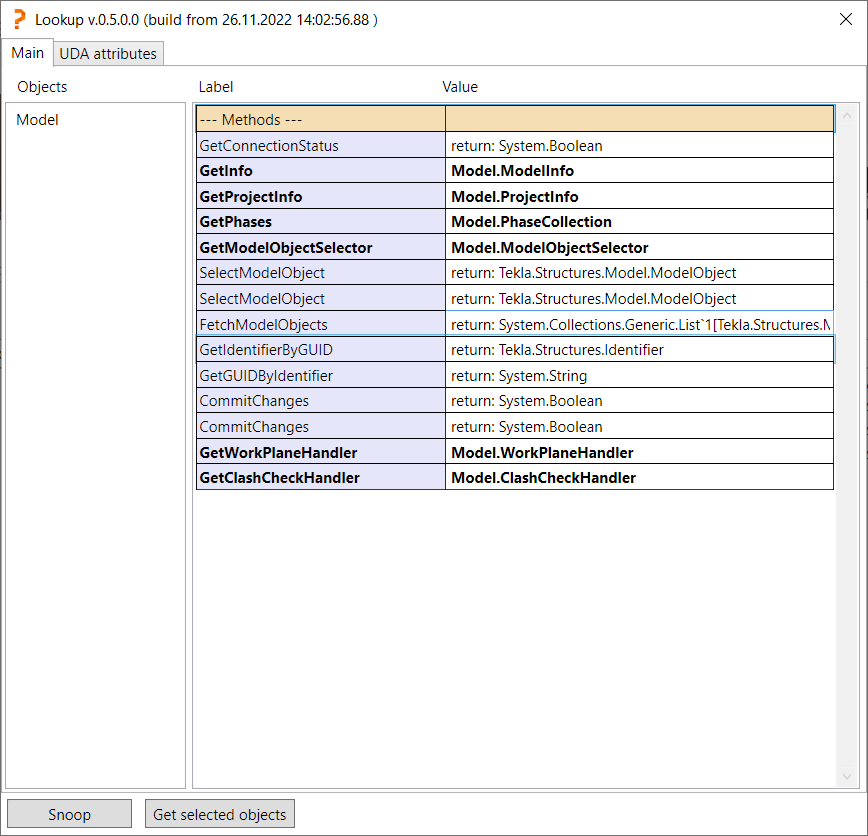 Lookup v.0.5.0.0 (build from 26.11.2022 14:02:56.88 )
Main UDA attributes
Objects Label Value
Model
--- Methods ---
GetConnectionStatus return: System.Boolean
GetInfo Model.ModelInfo
GetProjectInfo Model.ProjectInfo
GetPhases Model.PhaseCollection
GetModelObjectSelector Model.ModelObjectSelector
SelectModelObject return: Tekla.Structures.Model.ModelObject
SelectModelObject return: Tekla.Structures.Model.ModelObject
FetchModelObjects return: System.Collections.Generic.List`1[Tekla.Structures.M
GetIdentifierByGUID return: Tekla.Structures.Identifier
GetGUIDByIdentifier return: System.String
CommitChanges return: System.Boolean
CommitChanges return: System.Boolean
GetWorkPlaneHandler Model.WorkPlaneHandler
GetClashCheckHandler Model.ClashCheckHandler
Snoop Get selected objects